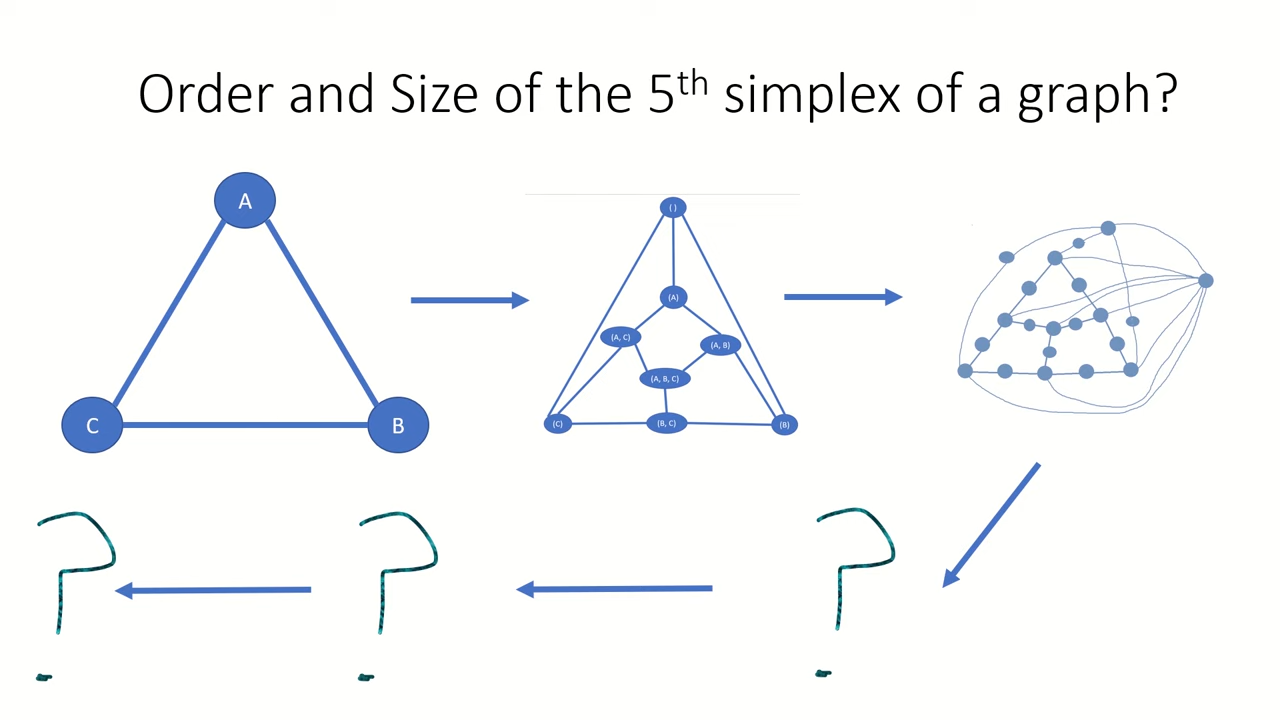 Order and Size of the 5th simplex of a graph?
A
C
B
( )
(A)
(A, C)
(A, B)
(A, B, C)
(C)
(B, C)
(B)
?
?
?